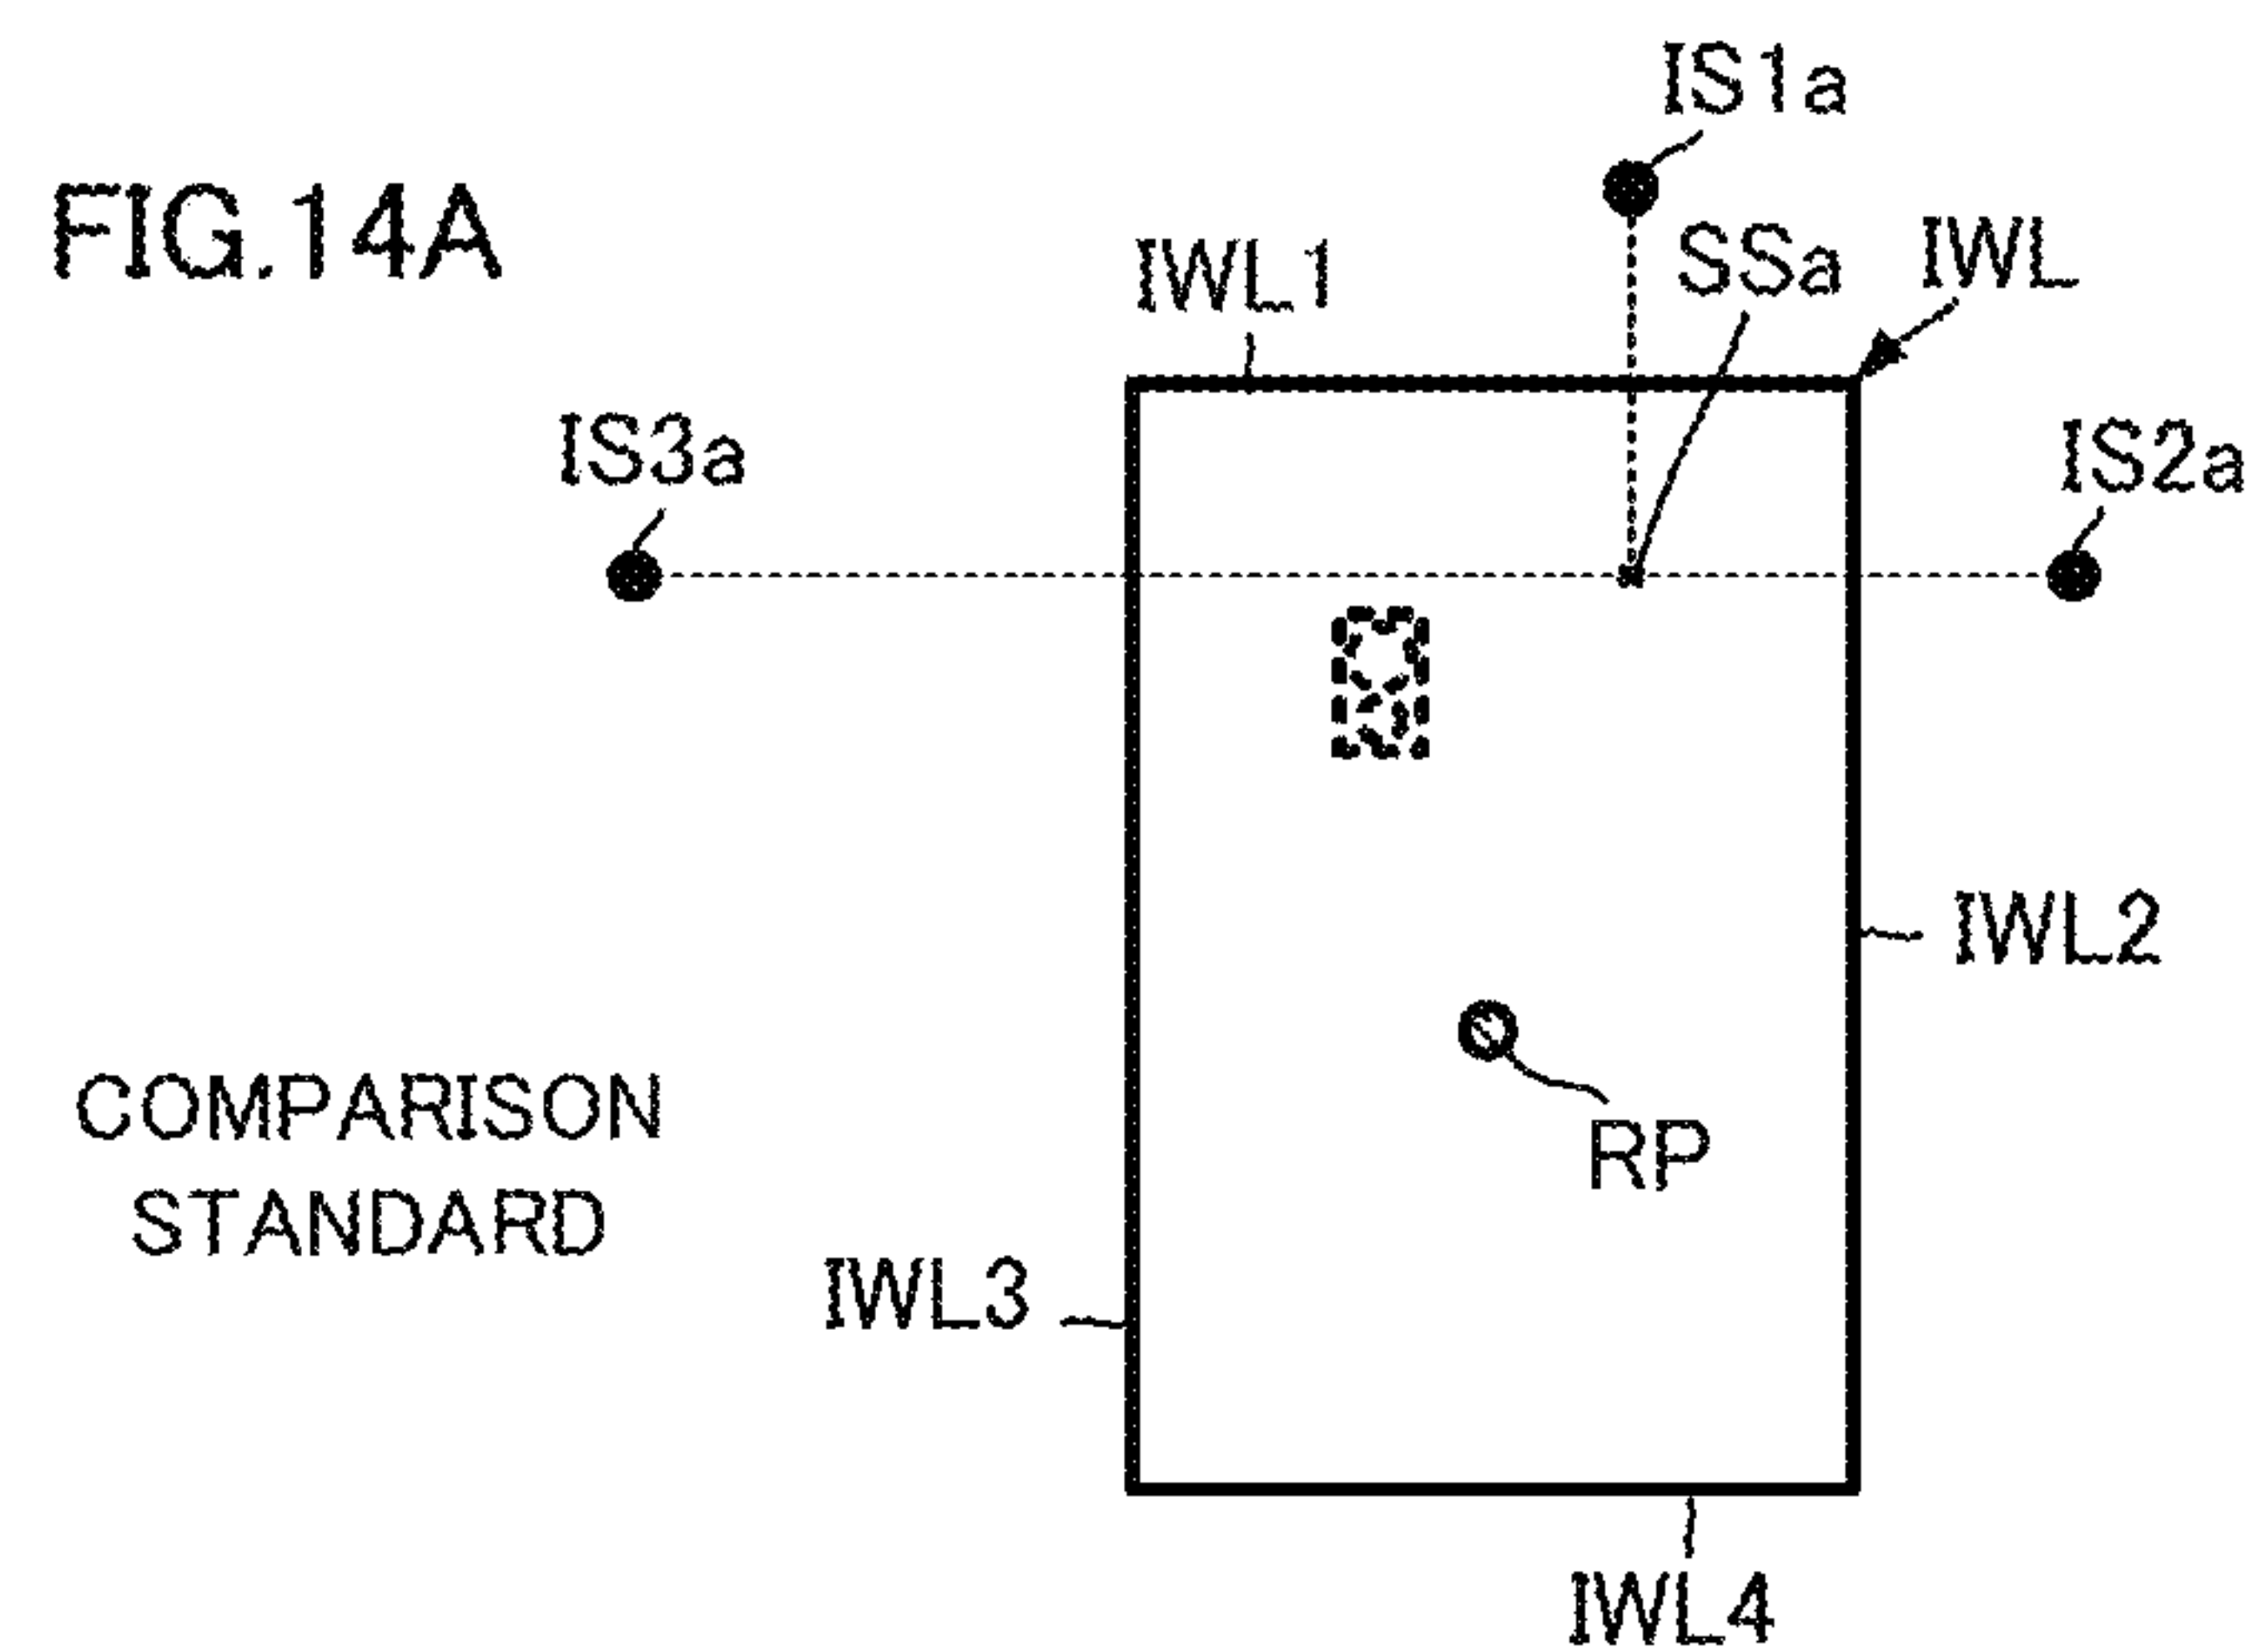 FIG.14A
IS1a
SSa
IWL
IWL1
IS3a
IS2a
IWL2
RP
COMPARISON
STANDARD
IWL3
IWL4